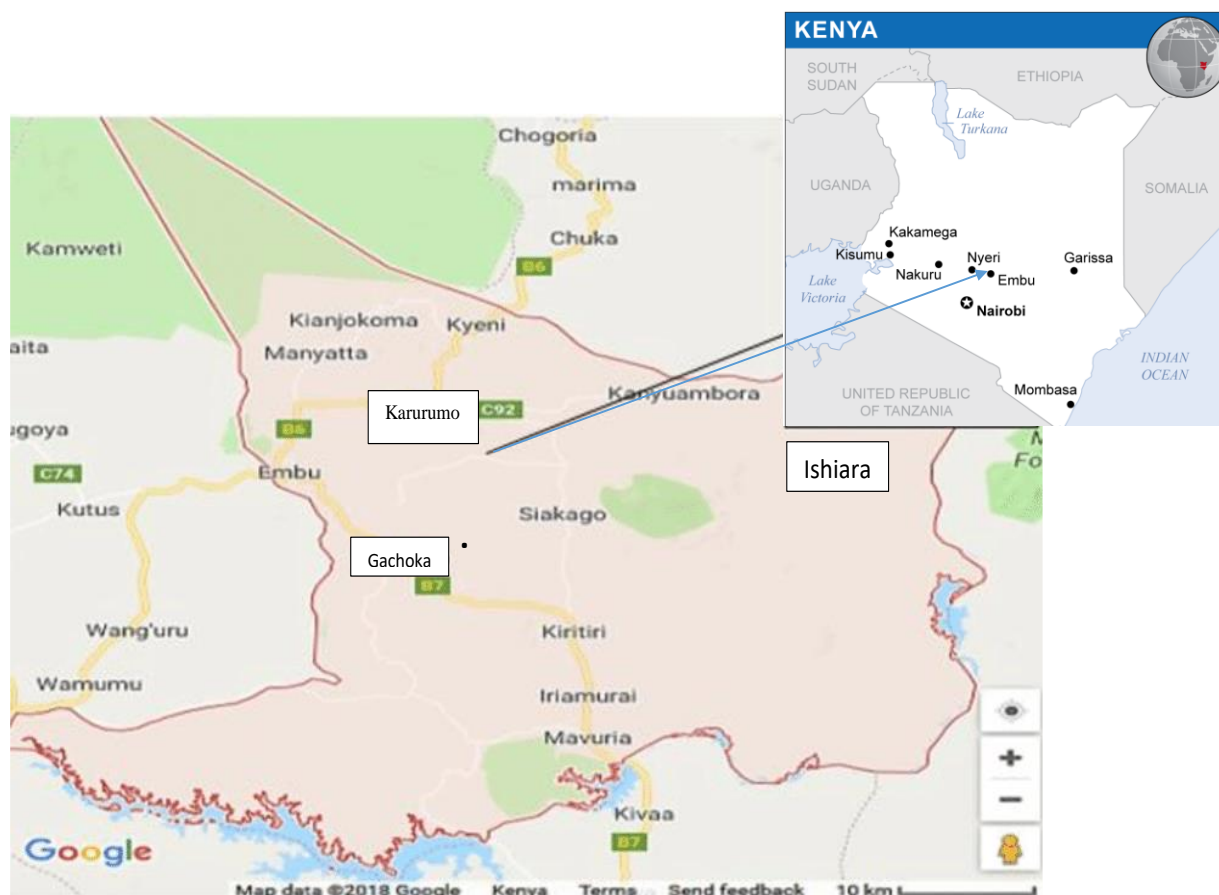 KENYA
SOUTH
SUDAN
ETHIOPIA
Lake
Turkana
UGANDA
SOMALIA
Kakamega
Kisumu
Nyeri
Garissa
Nakuru
Embu
Lake
Victoria
Nairobi
INDIAN
OCEAN
Mombasa
UNITED REPUBLIC
OF TANZANIA
Chogoria
marima
Kamweti
Chuka
B6
Kianjokoma
Kyeni
Manyatta
aita
Kanyuambora
Karurumo
C92
ugoya
B6
Ishiara
Fo
C74
Embu
Kutus
Siakago
Gachoka
B7
Wang'uru
Kiritiri
Wamumu
Iriamurai
Mavuria
Kivaa
B7
Google
Map data ©2018 Google Kenya Terms Send feedback 10 km